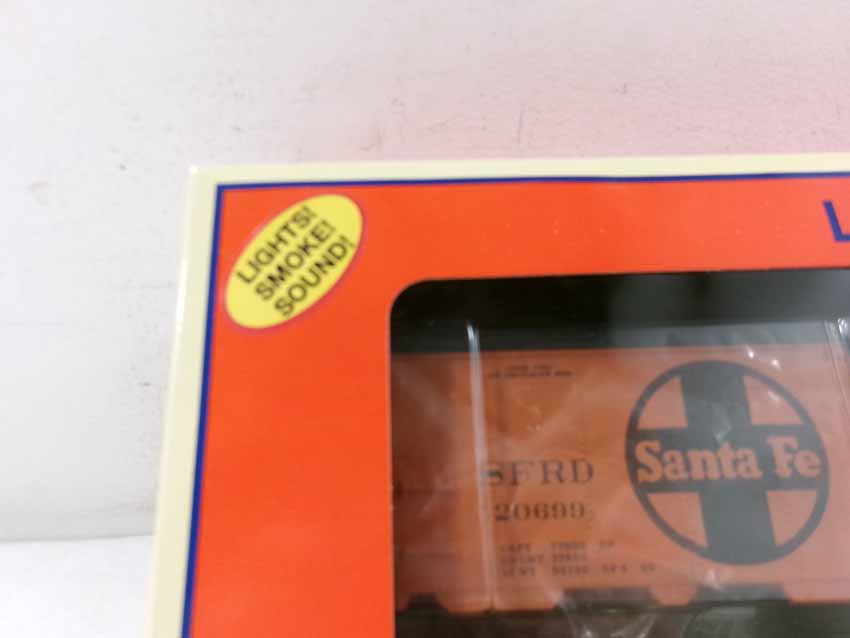 LIGHTS!
SMOKE!
SOUND!
L
Santa Fe
SFRD
20699